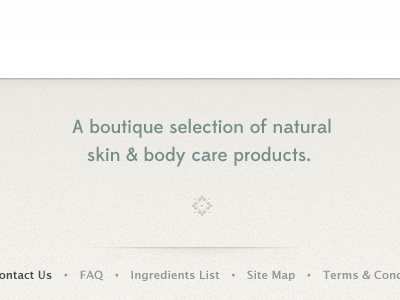 A boutique selection of natural
skin & body care products.
ontact Us • FAQ • Ingredients List • Site Map • Terms & Cond